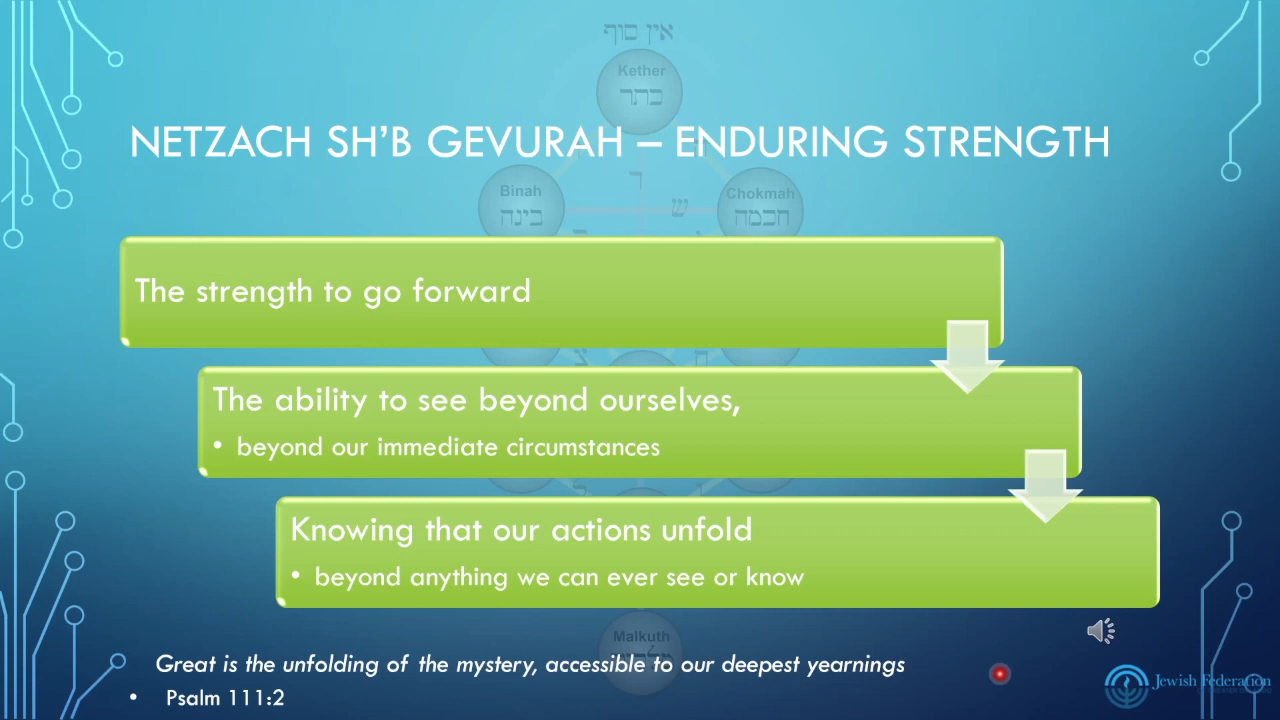 אין סוף
Kether
כתר
NETZACH SH'B GEVURAH – ENDURING STRENGTH
Binah
בינה
ר
ש
Chokmah
חכמה
The strength to go forward
The ability to see beyond ourselves,
• beyond our immediate circumstances
Knowing that our actions unfold
• beyond anything we can ever see or know
Malkuth
Great is the unfolding of the mystery, accessible to our deepest yearnings
• Psalm 111:2
Jewish Federation